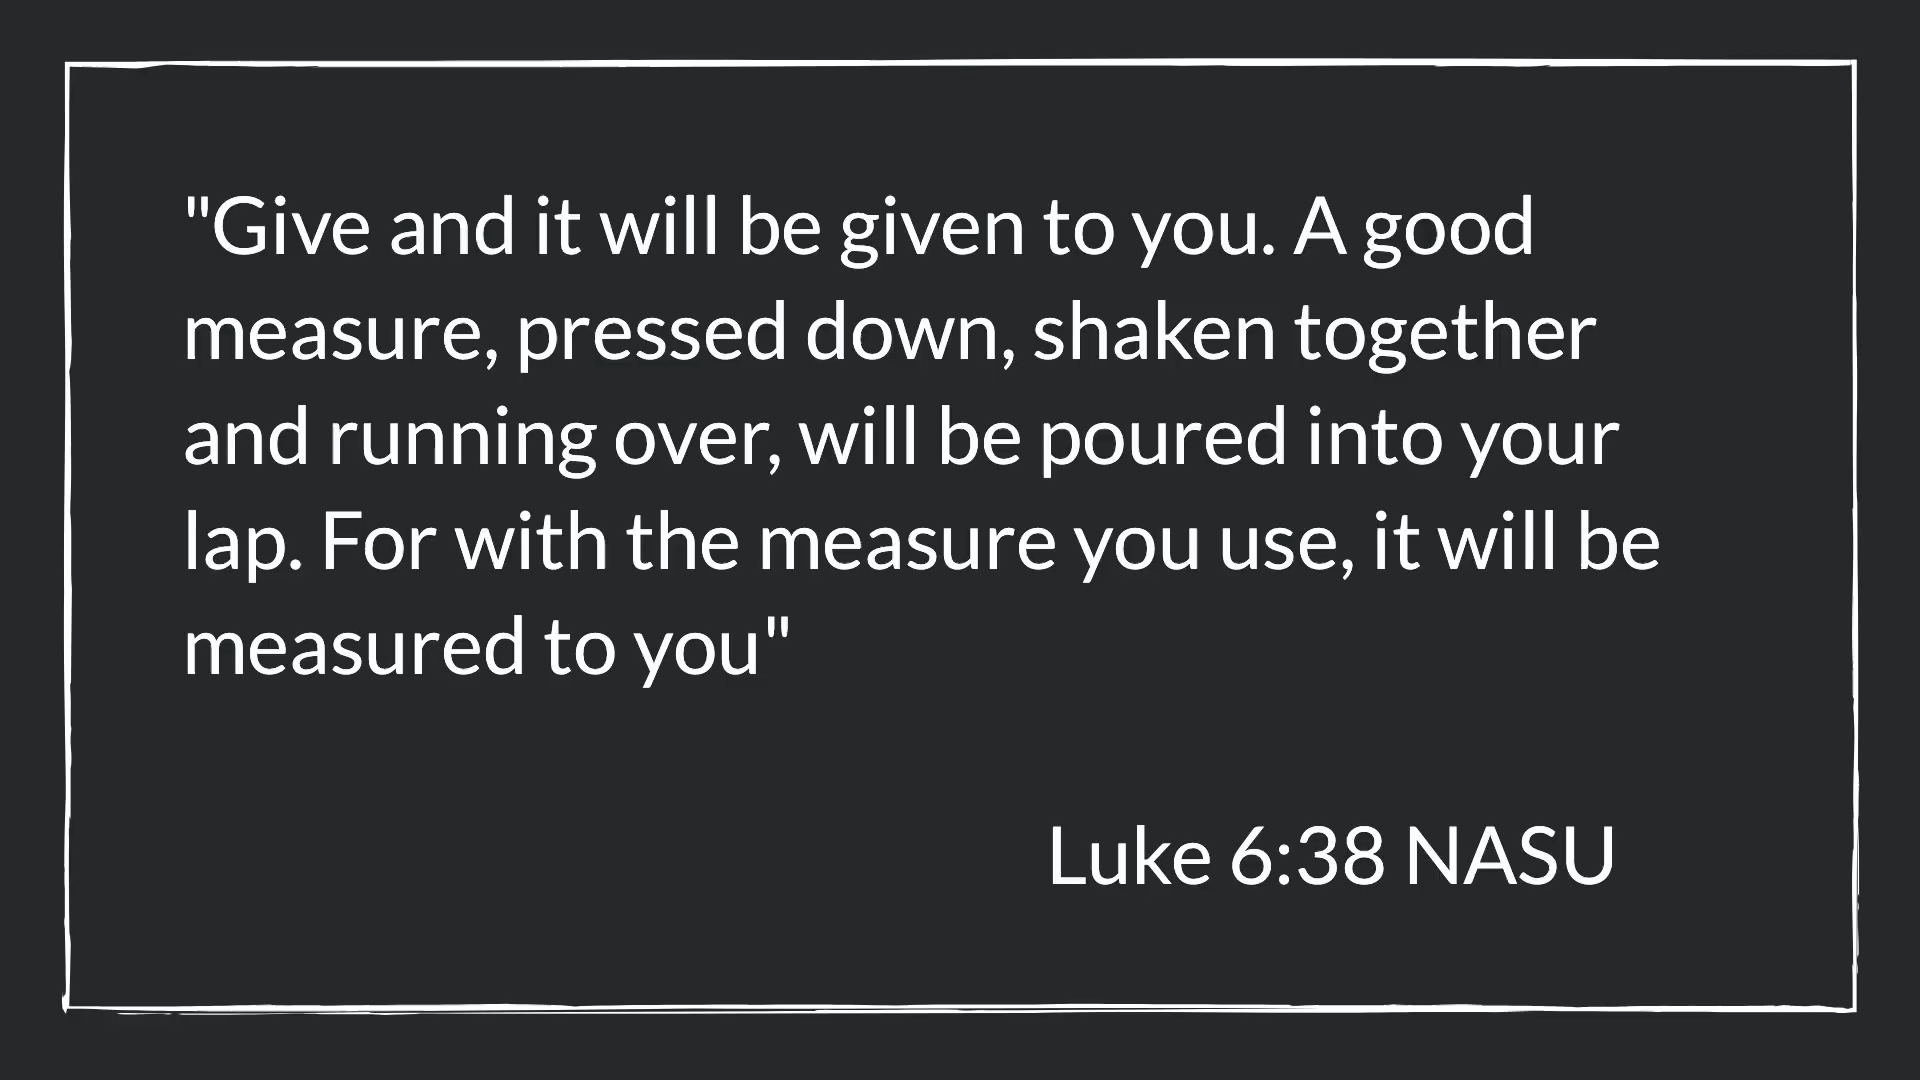 "Give and it will be given to you. A good
measure, pressed down, shaken together
and running over, will be poured into your
lap. For with the measure you use, it will be
measured to you"
Luke 6:38 NASU